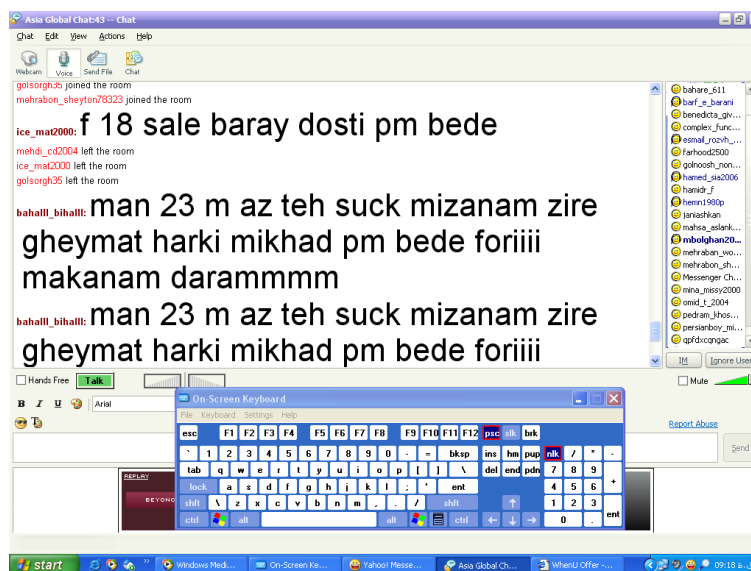 Asia Global Chat:43 -- Chat
Chat Edit View Actions Help
Webcam Voice Send File Chat
golsorgh35 joined the room
mehrabon_sheyton78323 joined the room
ice_mat2000: f 18 sale baray dosti pm bede
mehdi_cd2004 left the room
ice_mat2000 left the room
golsorgh35 left the room
bahalll_bihalll: man 23 m az teh suck mizanam zire
gheymat harki mikhad pm bede foriiii
makanam darammmm
bahalll_bihalll: man 23 m az teh suck mizanam zire
gheymat harki mikhad pm bede foriiii
bahare_611
barf_e_barani
benedicta_giv...
complex_func...
esmail_rozvh_...
farhood2500
golnoosh_non...
hamed_sia2006
hamidr_f
hemn1980p
janiashkan
mahsa_aslank...
mbolghan20...
mehraban_wo...
mehrabon_sh...
Messenger Ch...
mina_missy2000
omid_t_2004
pedram_khos...
persianboy_mi...
qpfdxcqngac
IM Ignore User
Hands Free Talk Mute
B I U Arial
Report Abuse
Send
On-Screen Keyboard
File Keyboard Settings Help
esc F1 F2 F3 F4 F5 F6 F7 F8 F9 F10 F11 F12 psc slk brk
` 1 2 3 4 5 6 7 8 9 0 - = bksp ins hm pup nlk / * -
tab q w e r t y u i o p [ ] \ del end pdn 7 8 9 +
lock a s d f g h j k l ; ' ent 4 5 6
shft \ z x c v b n m , . / shft ↑ 1 2 3 ent
ctrl alt alt ctrl ← ↓ → 0 .
REPLAY
BEYOND
start Windows Medi... On-Screen Ke... Yahoo! Messe... Asia Global Ch... WhenU Offer -... 09:18